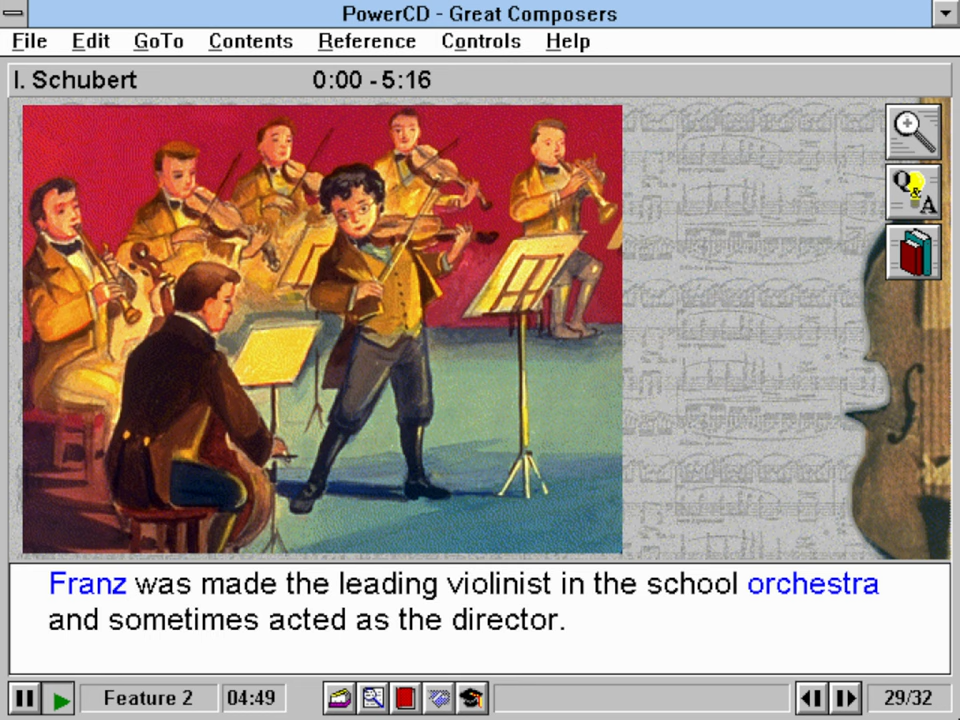 PowerCD - Great Composers
File Edit GoTo Contents Reference Controls Help
I. Schubert 0:00 - 5:16
Q & A
Franz was made the leading violinist in the school orchestra
and sometimes acted as the director.
Feature 2 04:49 29/32